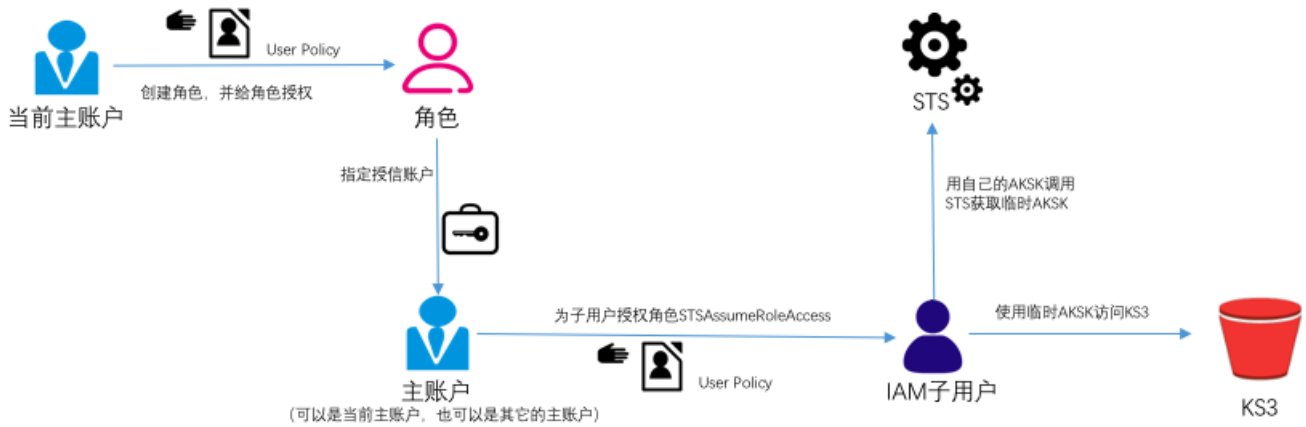 User Policy
创建角色，并给角色授权
当前主账户
角色
STS
指定授信账户
用自己的AKSK调用
STS获取临时AKSK
为子用户授权角色STSAssumeRoleAccess
使用临时AKSK访问KS3
User Policy
主账户
（可以是当前主账户，也可以是其它的主账户）
IAM子用户
KS3